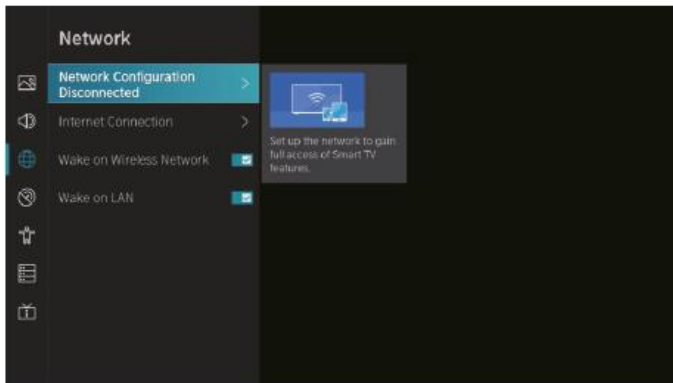 Network
Network Configuration
Disconnected
Internet Connection
Wake on Wireless Network
Wake on LAN
Set up the network to gain
full access of Smart TV
features.